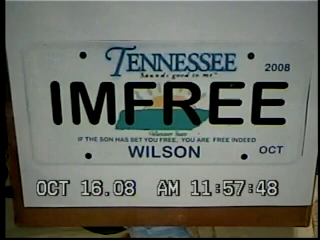 TENNESSEE
Sounds good to me
2008
IMFREE
Volunteer State
IF THE SON HAS SET YOU FREE, YOU ARE FREE INDEED
WILSON
OCT
OCT 16.08 AM 11:57:48